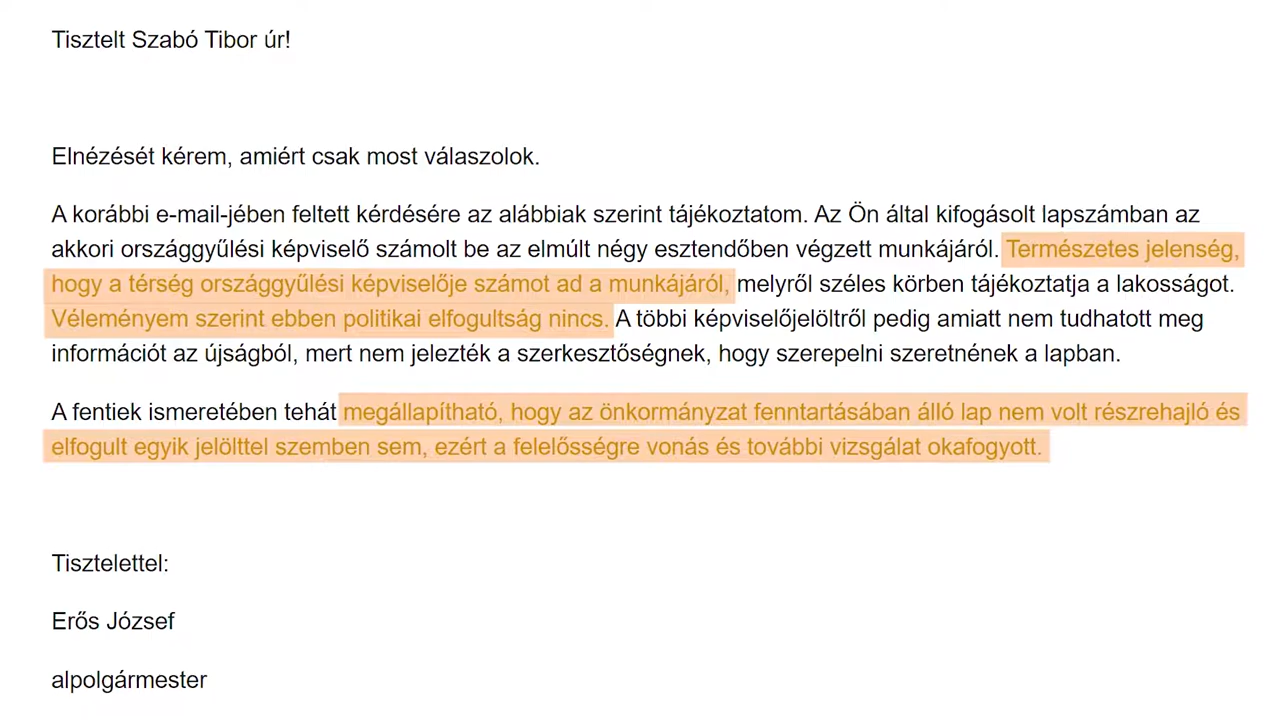 Tisztelt Szabó Tibor úr!
Elnézését kérem, amiért csak most válaszolok.
A korábbi e-mail-jében feltett kérdésére az alábbiak szerint tájékoztatom. Az Ön által kifogásolt lapszámban az
akkori országgyűlési képviselő számolt be az elmúlt négy esztendőben végzett munkájáról. Természetes jelenség,
hogy a térség országgyűlési képviselője számot ad a munkájáról, melyről széles körben tájékoztatja a lakosságot.
Véleményem szerint ebben politikai elfogultság nincs. A többi képviselőjelöltről pedig amiatt nem tudhatott meg
információt az újságból, mert nem jelezték a szerkesztőségnek, hogy szerepelni szeretnének a lapban.
A fentiek ismeretében tehát megállapítható, hogy az önkormányzat fenntartásában álló lap nem volt részrehajló és
elfogult egyik jelölttel szemben sem, ezért a felelősségre vonás és további vizsgálat okafogyott.
Tisztelettel:
Erős József
alpolgármester